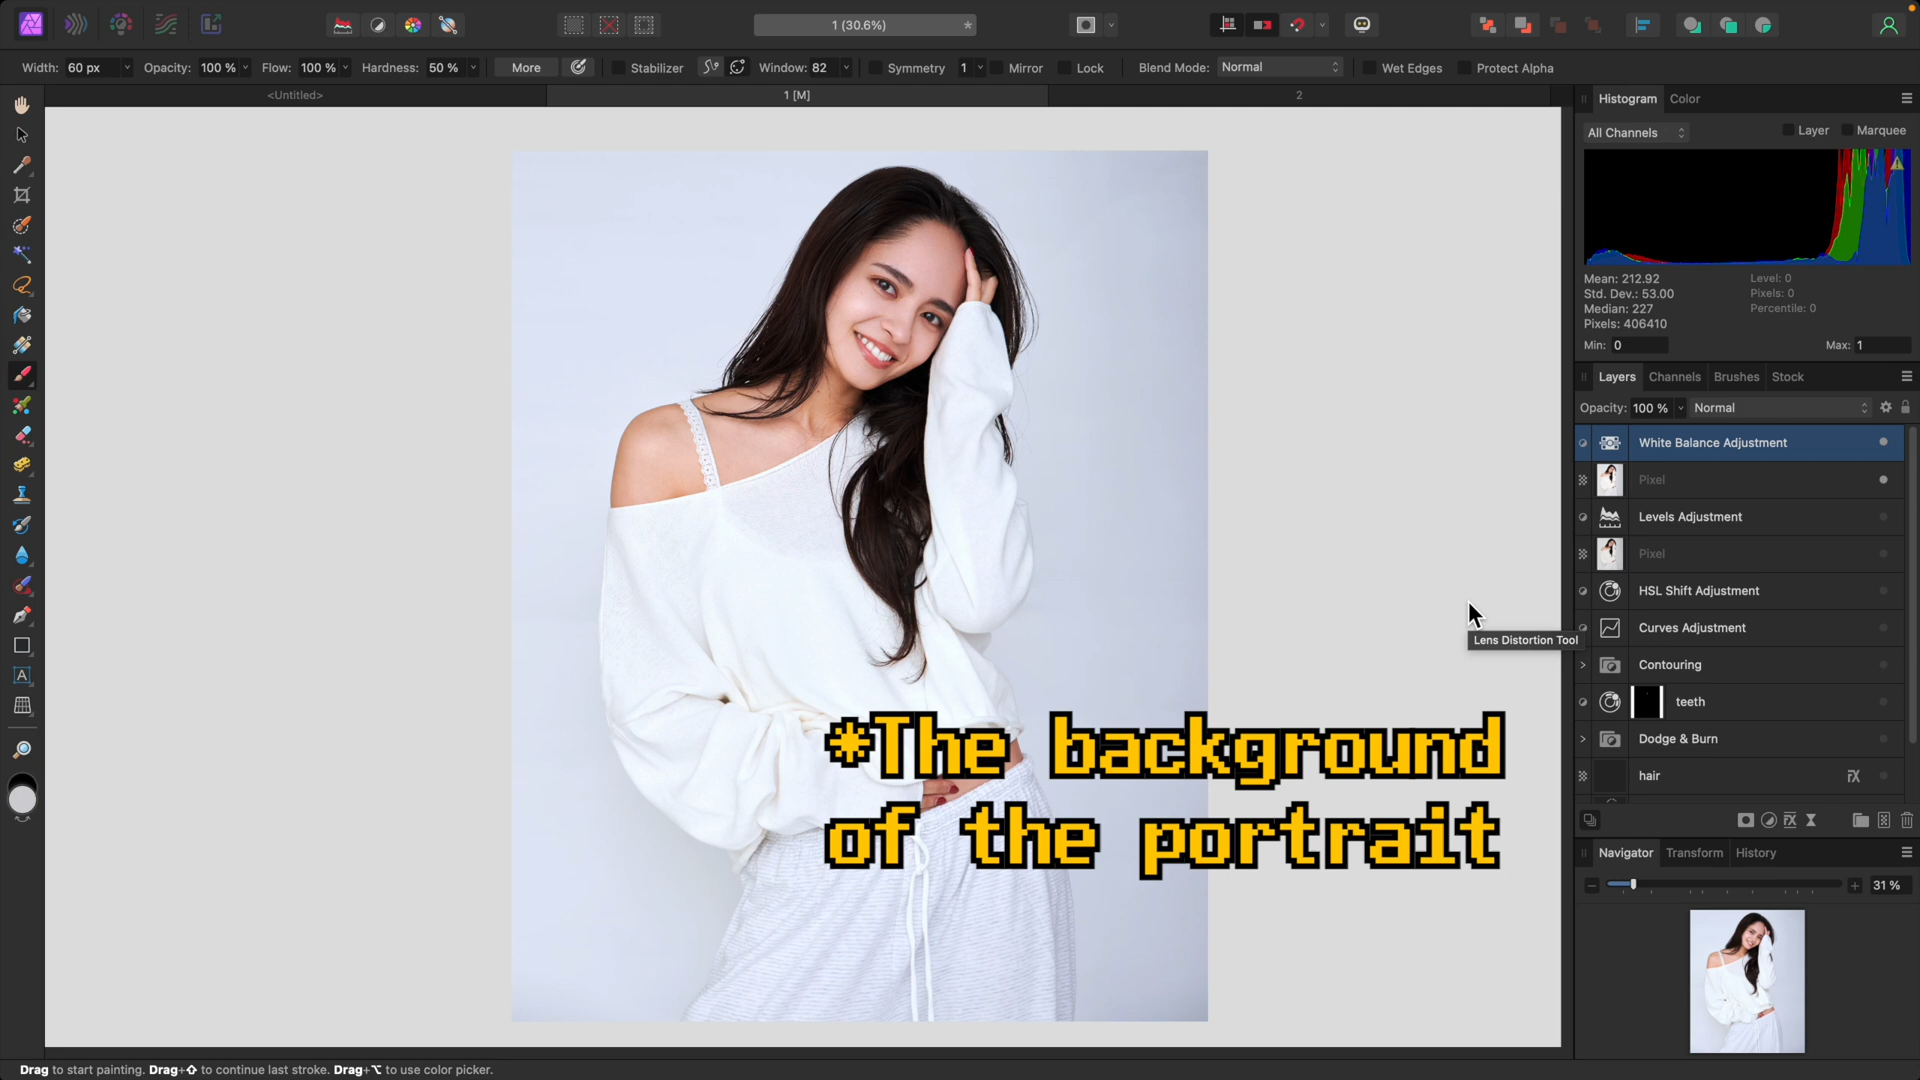 1 (30.6%)
*
Width: 60 px Opacity: 100 % Flow: 100 % Hardness: 50 % More Stabilizer Window: 82 Symmetry 1 Mirror Lock Blend Mode: Normal Wet Edges Protect Alpha
<Untitled> 1 [M] 2
Histogram Color
All Channels Layer Marquee
Mean: 212.92 Level: 0
Std. Dev.: 53.00 Pixels: 0
Median: 227 Percentile: 0
Pixels: 406410
Min: 0 Max: 1
Layers Channels Brushes Stock
Opacity: 100 % Normal
White Balance Adjustment
Pixel
Levels Adjustment
Pixel
HSL Shift Adjustment
Curves Adjustment
Lens Distortion Tool
Contouring
teeth
Dodge & Burn
hair
*The background
of the portrait
Navigator Transform History
31 %
Drag to start painting. Drag+⇧ to continue last stroke. Drag+⌥ to use color picker.